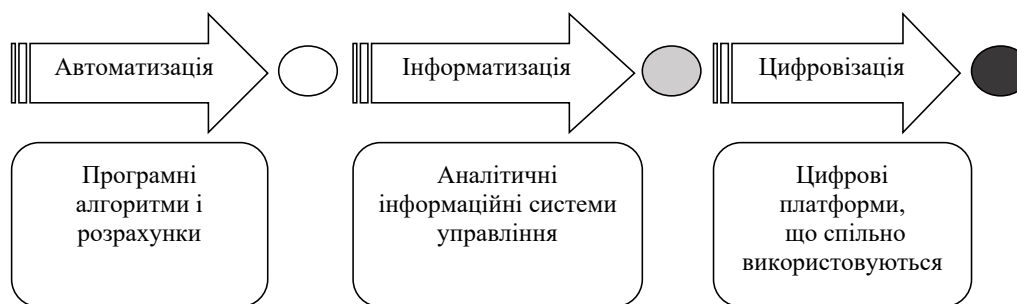 Автоматизація
Інформатизація
Цифровізація
Програмні
алгоритми і
розрахунки
Аналітичні
інформаційні системи
управління
Цифрові
платформи,
що спільно
використовуються